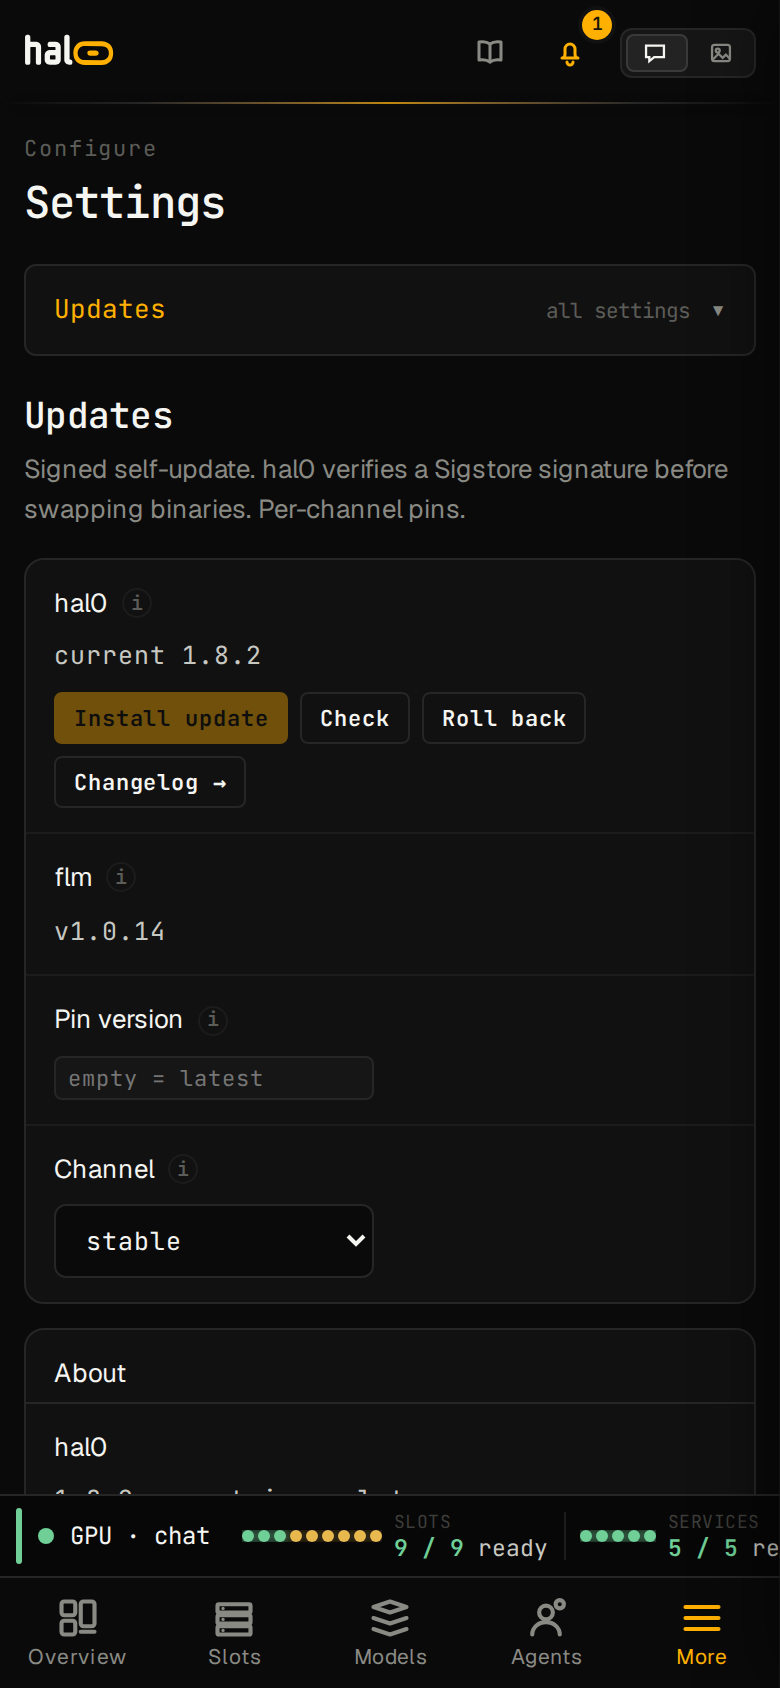 hal0
1
Configure
Settings
Updates all settings ▼
Updates
Signed self-update. hal0 verifies a Sigstore signature before
swapping binaries. Per-channel pins.
hal0 i
current 1.8.2
Install update Check Roll back
Changelog →
flm i
v1.0.14
Pin version i
empty = latest
Channel i
stable
About
hal0
GPU · chat
SLOTS
9 / 9 ready
SERVICES
5 / 5 re
Overview Slots Models Agents More